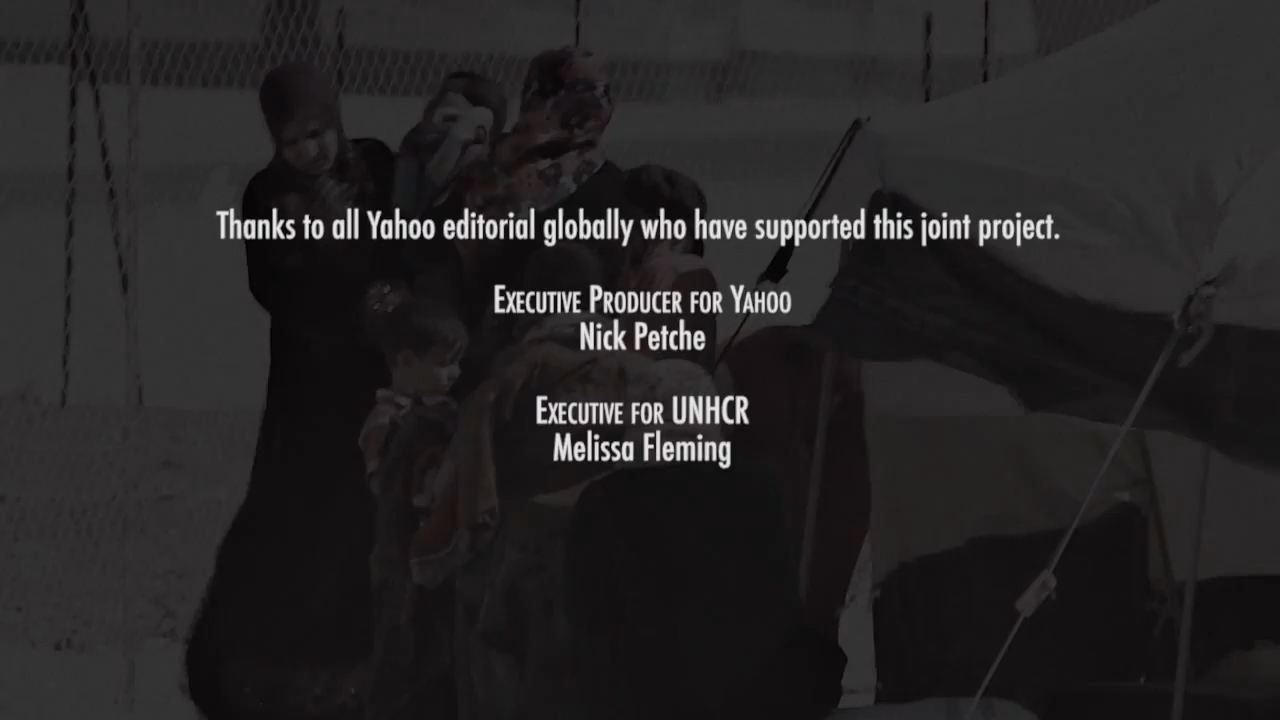 Thanks to all Yahoo editorial globally who have supported this joint project.
Executive Producer for Yahoo
Nick Petche
Executive for UNHCR
Melissa Fleming